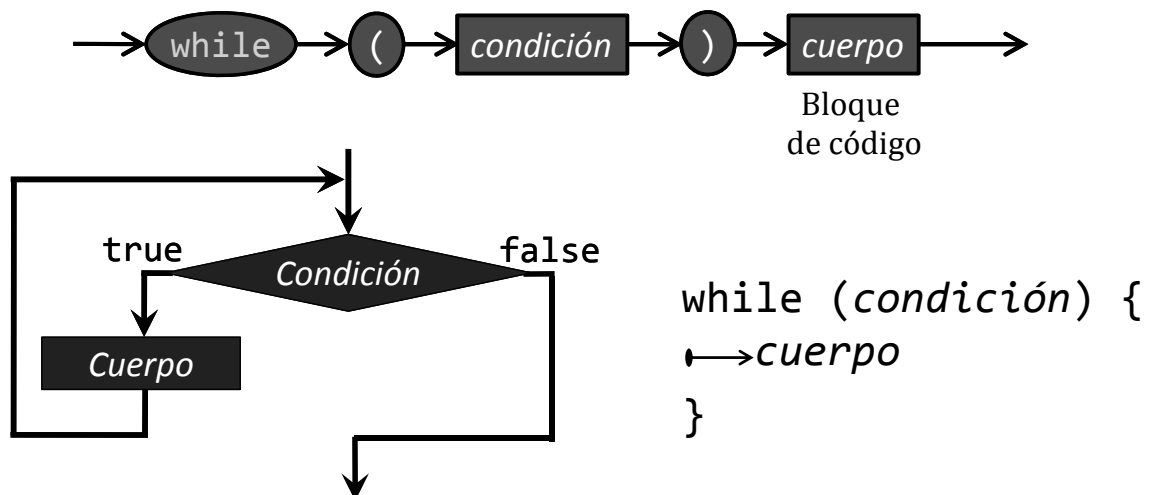 while ( condición ) cuerpo
Bloque
de código
true
false
Condición
Cuerpo
while (condición) {
cuerpo
}